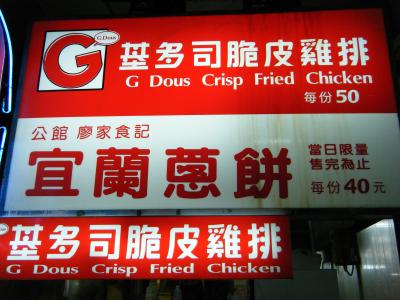 G
G.Dous
基多司脆皮雞排
G Dous Crisp Fried Chicken
每份50
公館 廖家食記
宜蘭蔥餅
當日限量
售完為止
每份40元
基多司脆皮雞排
G Dous Crisp Fried Chicken